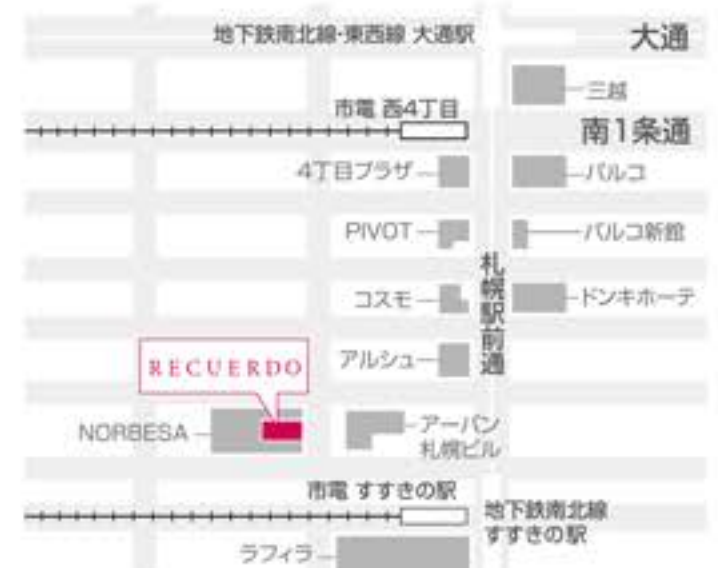 地下鉄南北線・東西線 大通駅
大通
三越
市電 西4丁目
南1条通
4丁目プラザ
パルコ
PIVOT
パルコ新館
札幌駅前通
コスモ
ドンキホーテ
アルシュ
RECUERDO
NORBESA
アーバン
札幌ビル
市電 すすきの駅
地下鉄南北線
すすきの駅
ラフィラ